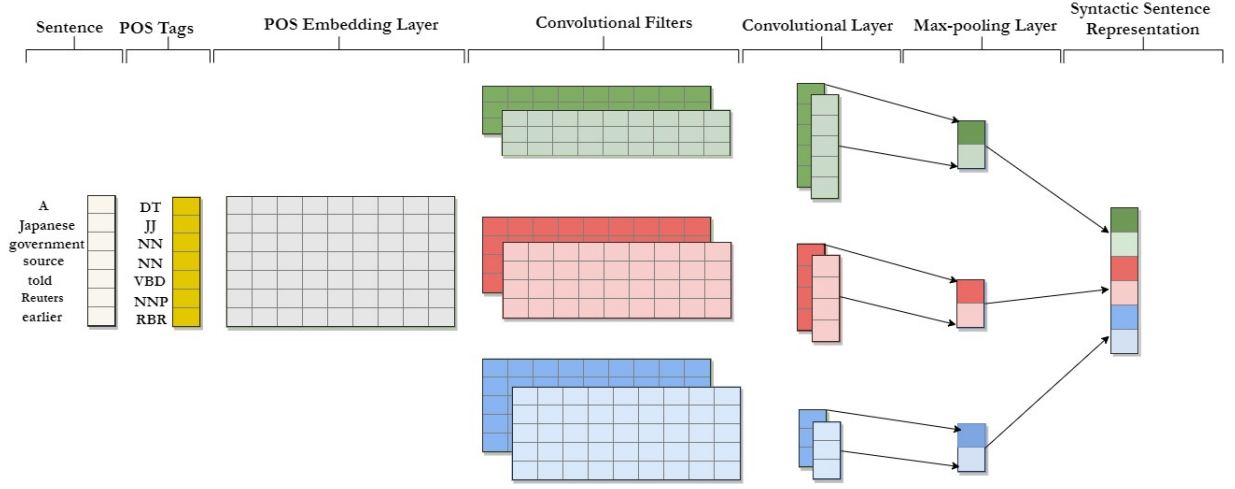 Sentence
POS Tags
POS Embedding Layer
Convolutional Filters
Convolutional Layer
Max-pooling Layer
Syntactic Sentence
Representation
A
Japanese
government
source
told
Reuters
earlier
DT
JJ
NN
NN
VBD
NNP
RBR